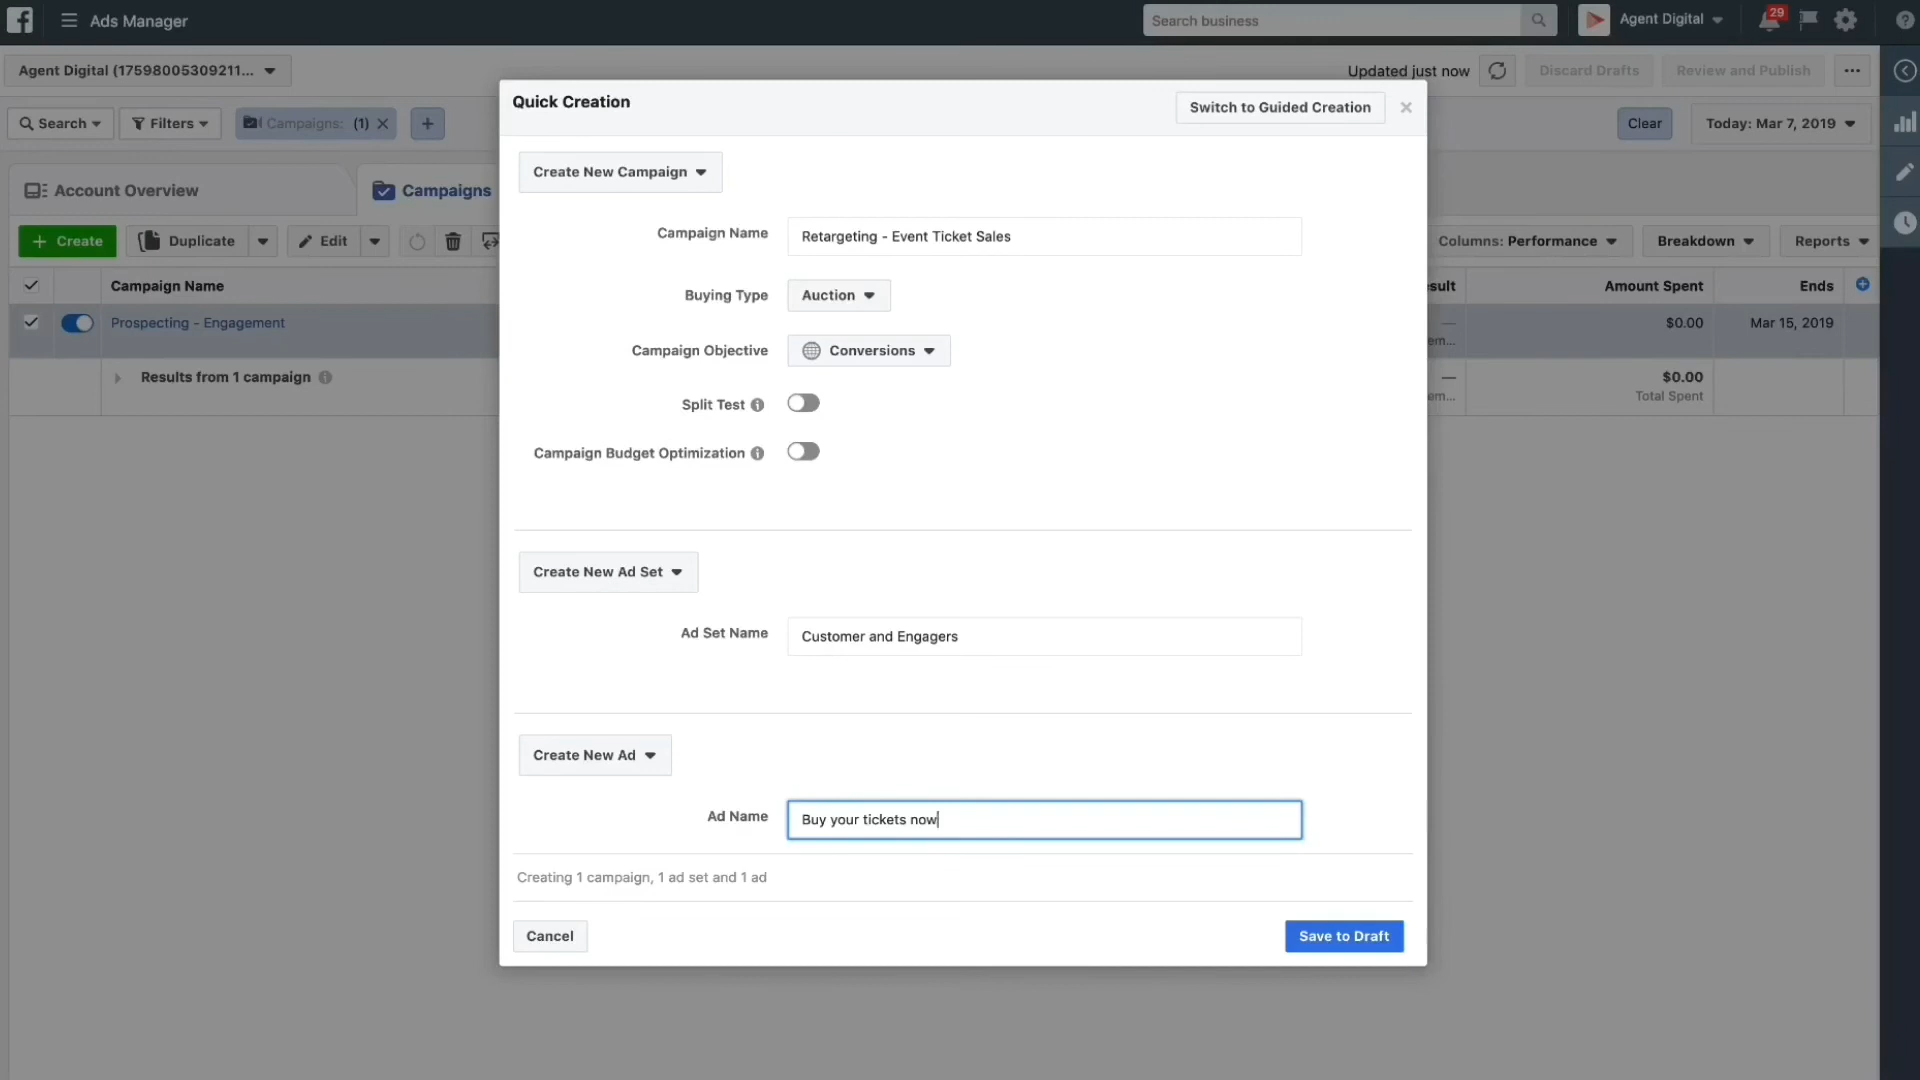 Ads Manager
Search business
Agent Digital
29
Agent Digital (17598005309211...
Updated just now
Discard Drafts
Review and Publish
Search
Filters
Campaigns: (1)
Clear
Today: Mar 7, 2019
Account Overview
Campaigns
Create
Duplicate
Edit
Columns: Performance
Breakdown
Reports
Campaign Name
sult
Amount Spent
Ends
Prospecting - Engagement
em...
$0.00
Mar 15, 2019
Results from 1 campaign
em...
$0.00
Total Spent
Quick Creation
Switch to Guided Creation
Create New Campaign
Campaign Name
Retargeting - Event Ticket Sales
Buying Type
Auction
Campaign Objective
Conversions
Split Test
Campaign Budget Optimization
Create New Ad Set
Ad Set Name
Customer and Engagers
Create New Ad
Ad Name
Buy your tickets now
Creating 1 campaign, 1 ad set and 1 ad
Cancel
Save to Draft